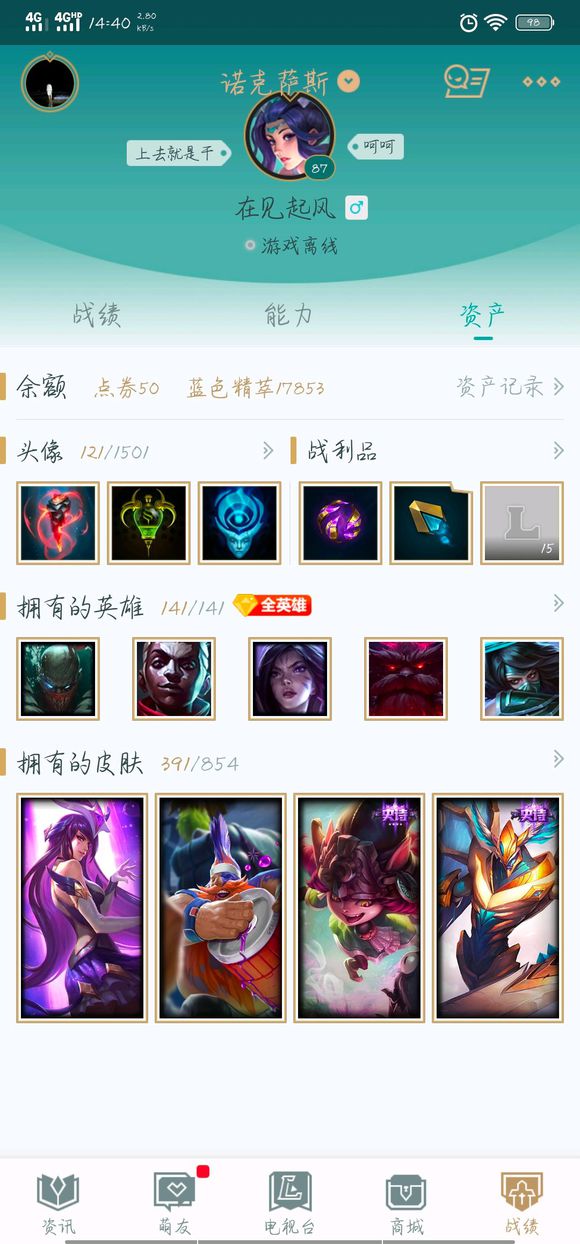 4G 4GHD 14:40 2.80 KB/s 98
诺克萨斯
上去就是干 呵呵
87
在见起风
游戏离线
战绩 能力 资产
余额 点券50 蓝色精萃17853 资产记录
头像 121/1501 战利品
L
15
拥有的英雄 141/141 全英雄
拥有的皮肤 391/854
史诗 史诗
资讯 萌友 电视台 商城 战绩